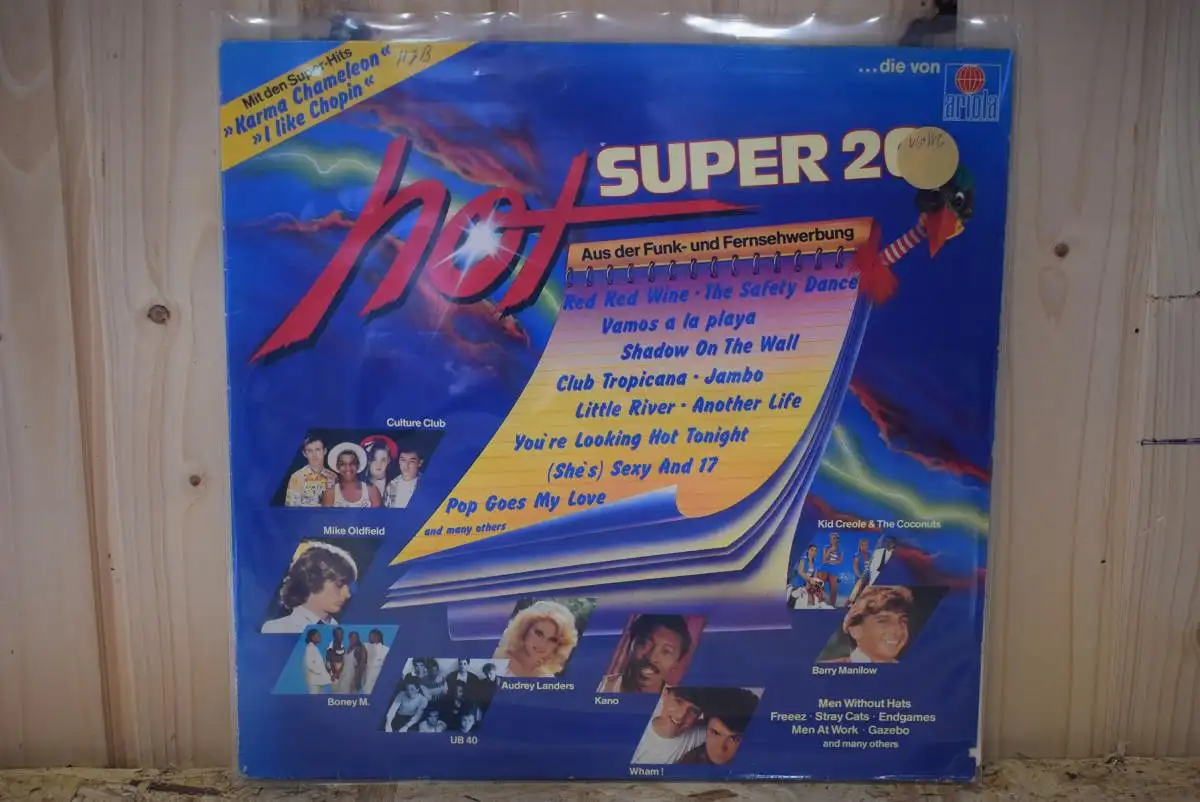 Mit den Super-Hits
»Karma Chameleon«
»I like Chopin«
...die von
ariola
hot
SUPER 20
Aus der Funk- und Fernsehwerbung
Red Red Wine · The Safety Dance
Vamos a la playa
Shadow On The Wall
Club Tropicana · Jambo
Little River · Another Life
You're Looking Hot Tonight
(She's) Sexy And 17
Pop Goes My Love
and many others
Culture Club
Mike Oldfield
Boney M.
UB 40
Audrey Landers
Kano
Wham!
Kid Creole & The Coconuts
Barry Manilow
Men Without Hats
Freeez · Stray Cats · Endgames
Men At Work · Gazebo
and many others